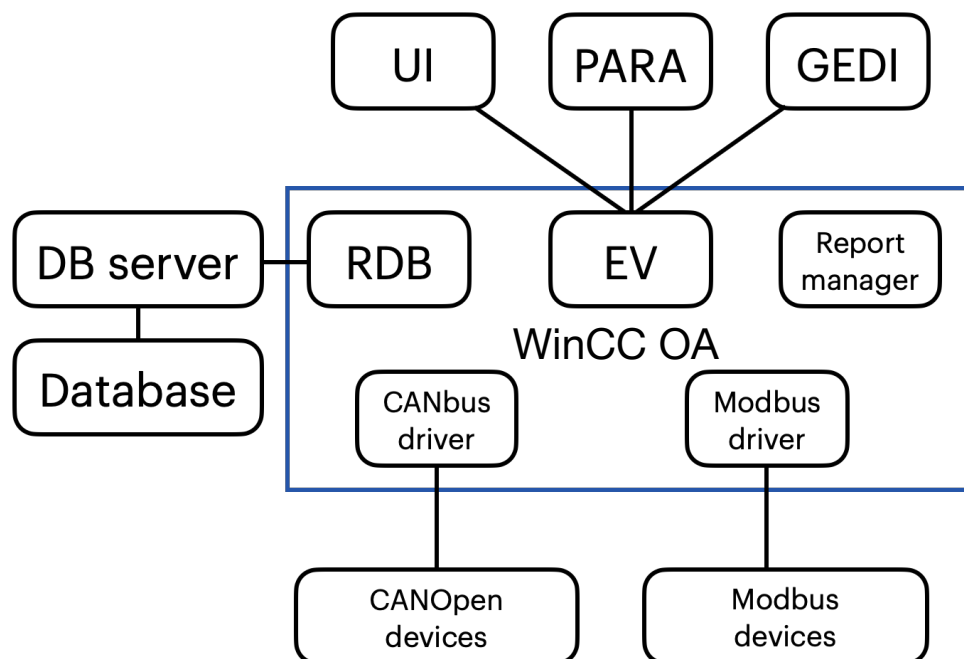 UI
PARA
GEDI
DB server
RDB
EV
Report
manager
WinCC OA
Database
CANbus
driver
Modbus
driver
CANOpen
devices
Modbus
devices